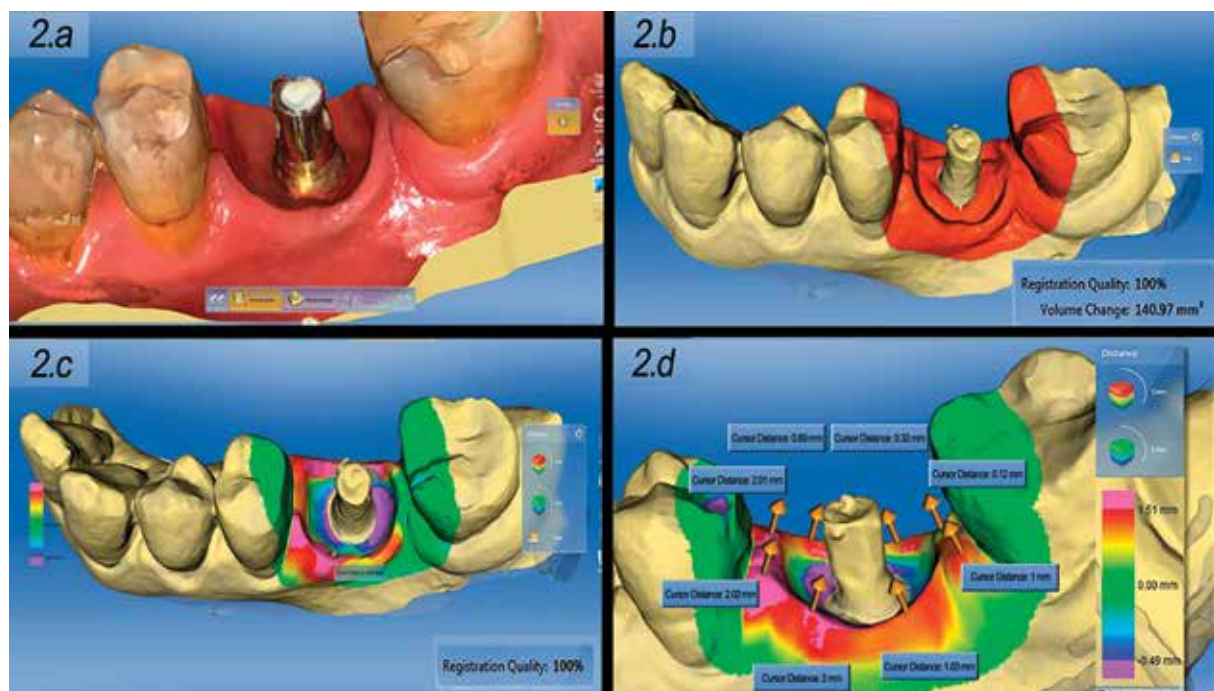 2.a
2.b
Registration Quality: 100%
Volume Change: 140.97 mm³
2.c
Registration Quality: 100%
2.d
Distance
Cursor Distance: 0.89 mm
Cursor Distance: 0.32 mm
Cursor Distance: 2.01 mm
Cursor Distance: 0.12 mm
Cursor Distance: 2.00 mm
Cursor Distance: 1 mm
Cursor Distance: 2 mm
Cursor Distance: 1.03 mm
1.51 mm
0.00 mm
-0.49 mm